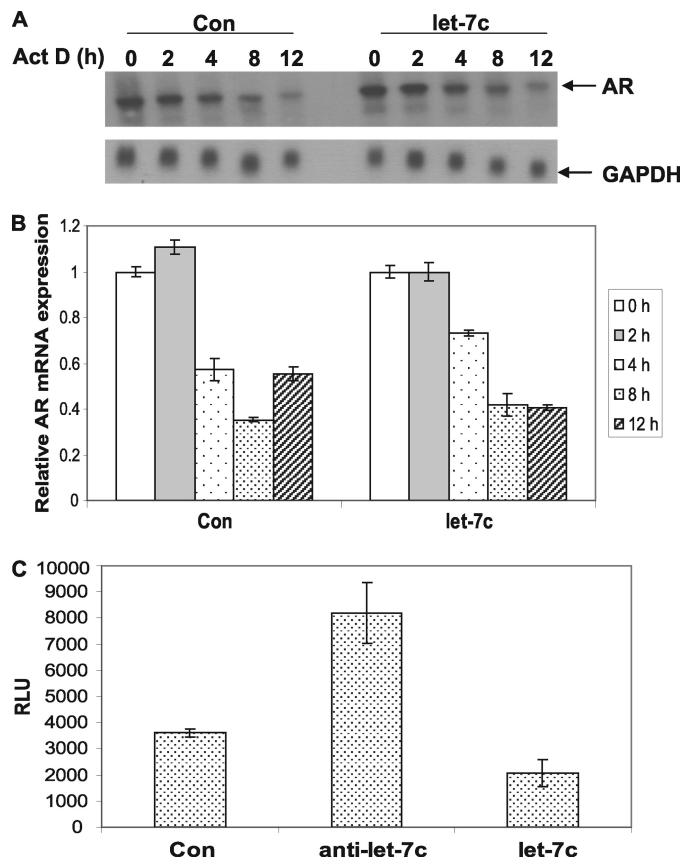 A
Con
let-7c
Act D (h) 0 2 4 8 12 0 2 4 8 12
AR
GAPDH
B
Relative AR mRNA expression
1.2
1
0.8
0.6
0.4
0.2
0
Con
let-7c
0 h
2 h
4 h
8 h
12 h
C
RLU
10000
9000
8000
7000
6000
5000
4000
3000
2000
1000
0
Con
anti-let-7c
let-7c